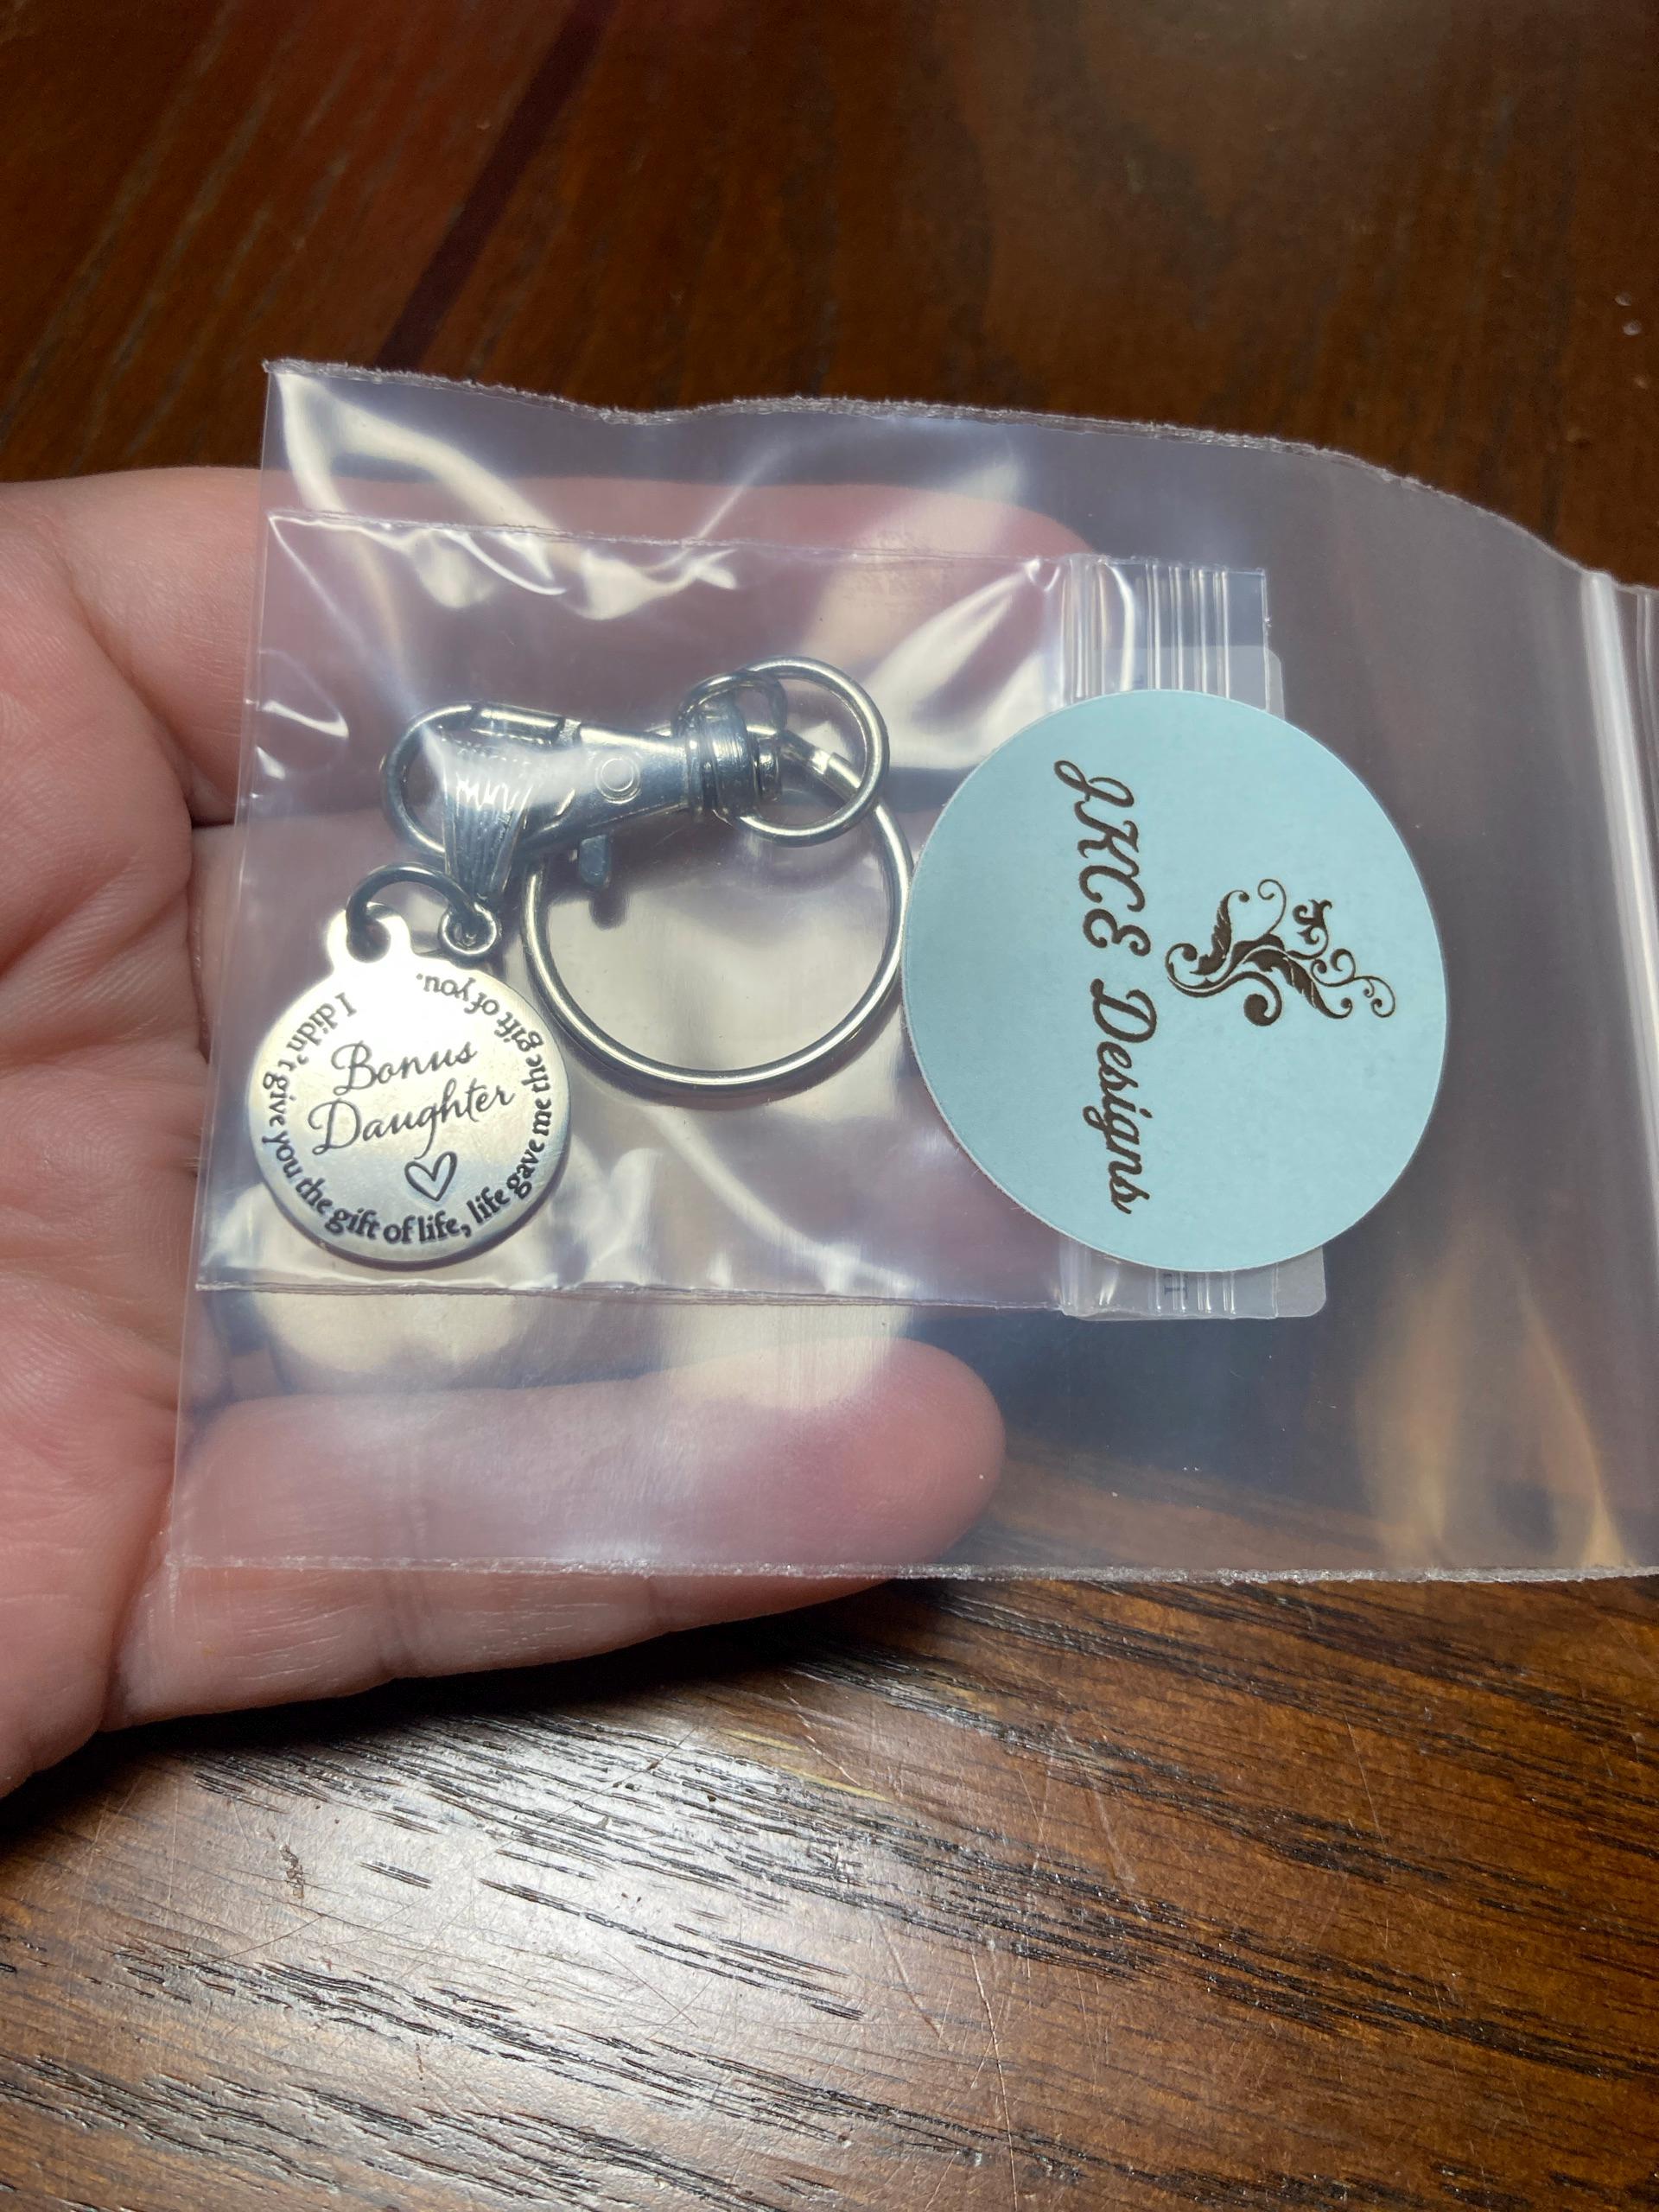 I didn't give you the gift of life, life gave me the gift of you.
Bonus
Daughter
JKCE Designs